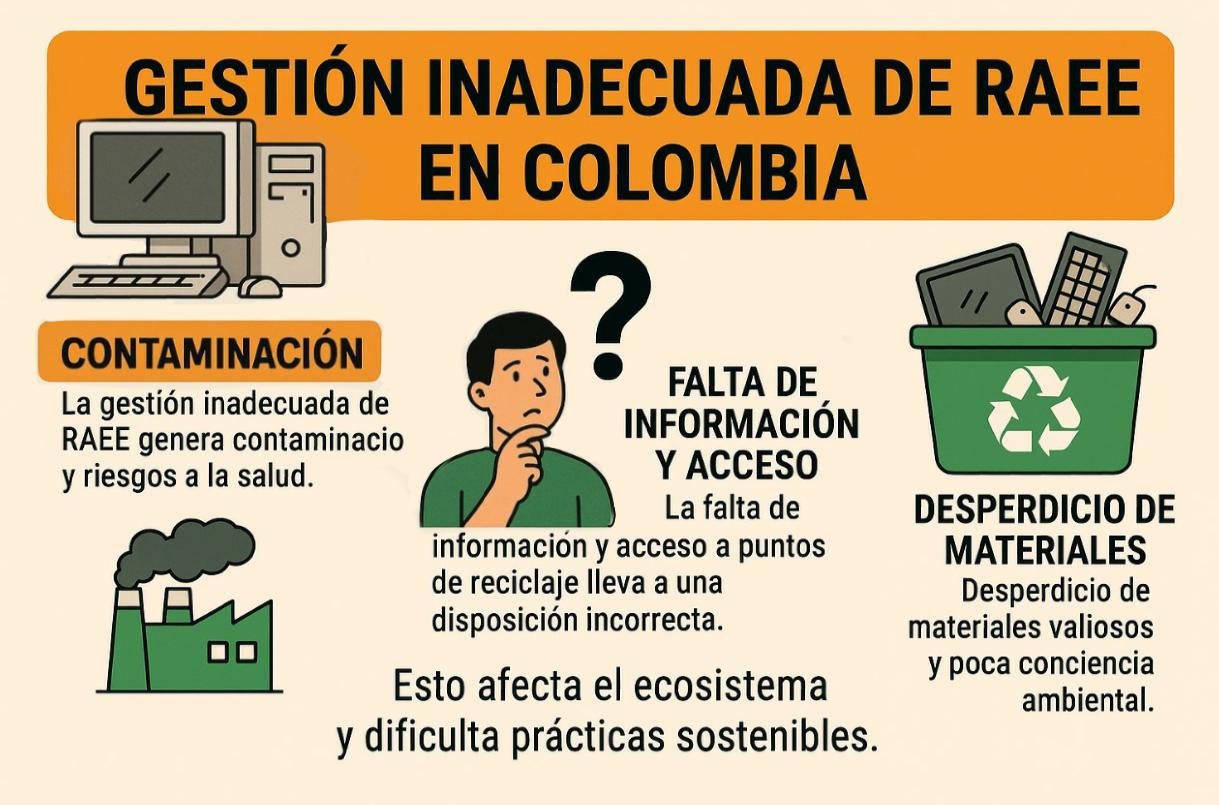 GESTIÓN INADECUADA DE RAEE
EN COLOMBIA
CONTAMINACIÓN
La gestíón inadecuada de
RAEE genera contaminacio
y riesgos a la salud.
?
FALTA DE
INFORMACIÓN
Y ACCESO
La falta de
información y acceso a puntos
de reciclaje lleva a una
disposición incorrecta.
DESPERDICIO DE
MATERIALES
Desperdicio de
materiales valiosos
y poca conciencia
ambiental.
Esto afecta el ecosistema
y dificulta prácticas sostenibles.